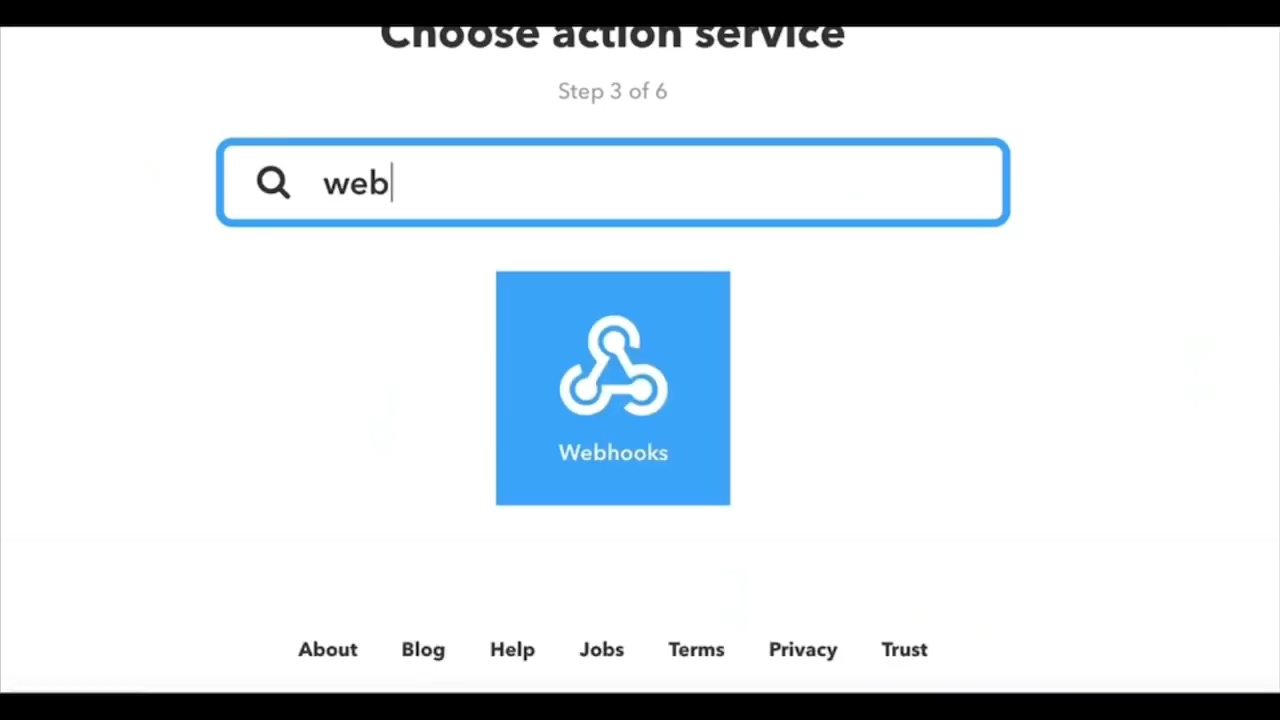 Choose action service
Step 3 of 6
web
Webhooks
About Blog Help Jobs Terms Privacy Trust